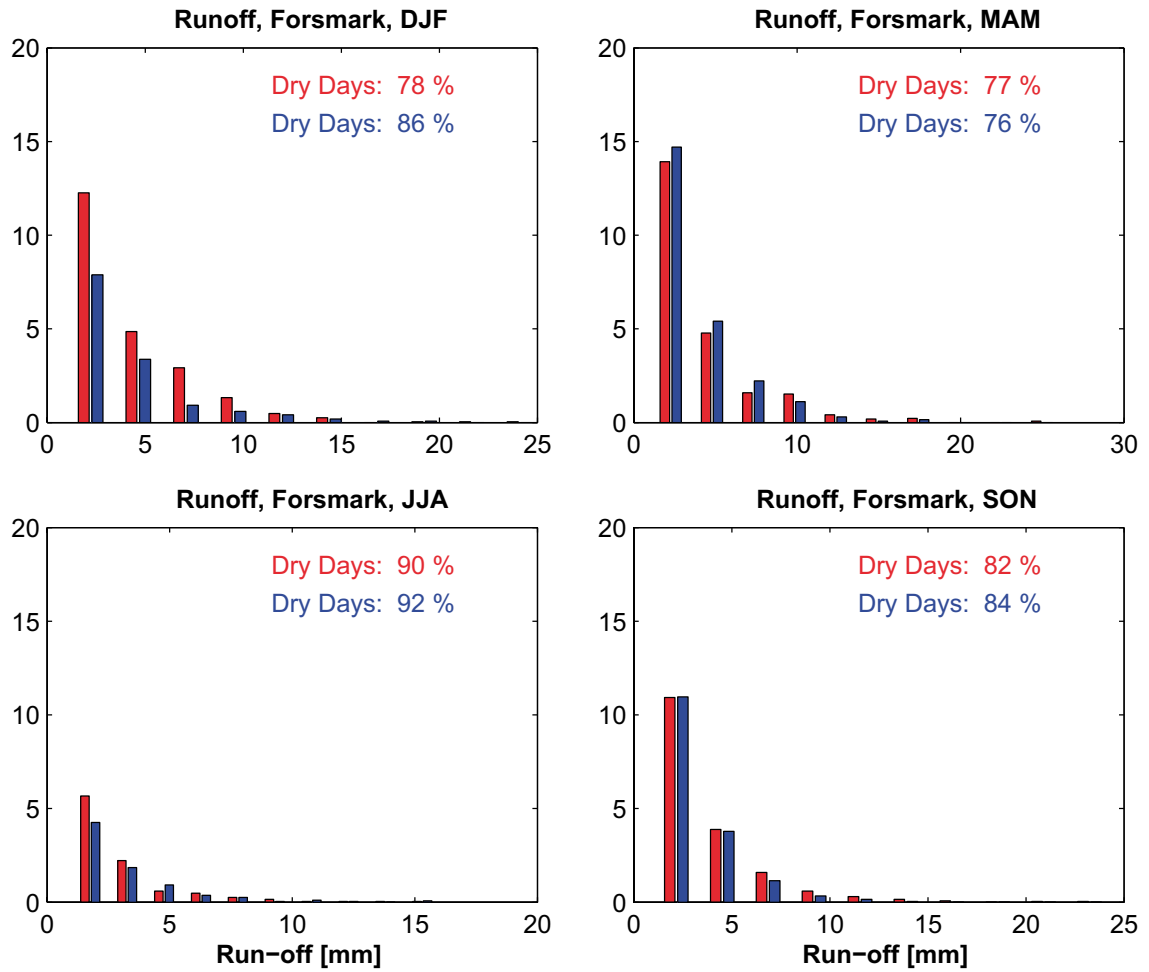 Runoff, Forsmark, DJF
20
15
10
5
0
0 5 10 15 20 25
Dry Days: 78 %
Dry Days: 86 %
Runoff, Forsmark, MAM
20
15
10
5
0
0 10 20 30
Dry Days: 77 %
Dry Days: 76 %
Runoff, Forsmark, JJA
20
15
10
5
0
0 5 10 15 20
Dry Days: 90 %
Dry Days: 92 %
Run−off [mm]
Runoff, Forsmark, SON
20
15
10
5
0
0 5 10 15 20 25
Dry Days: 82 %
Dry Days: 84 %
Run−off [mm]